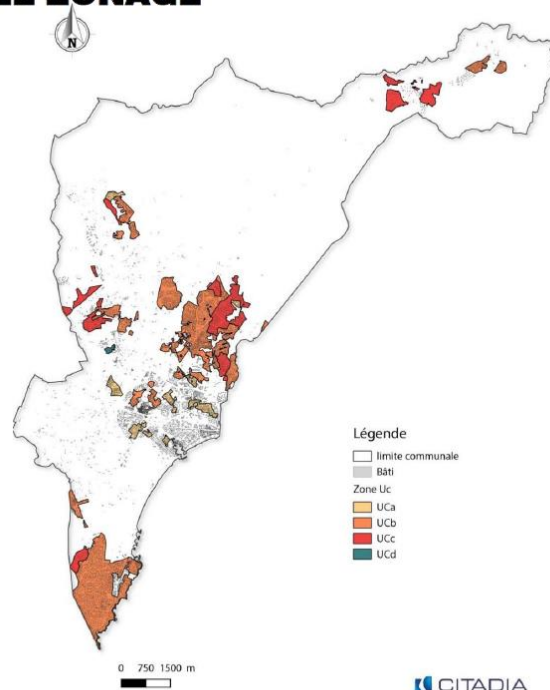 N
Légende
limite communale
Bâti
Zone Uc
UCa
UCb
UCc
UCd
0 750 1500 m
CITADIA